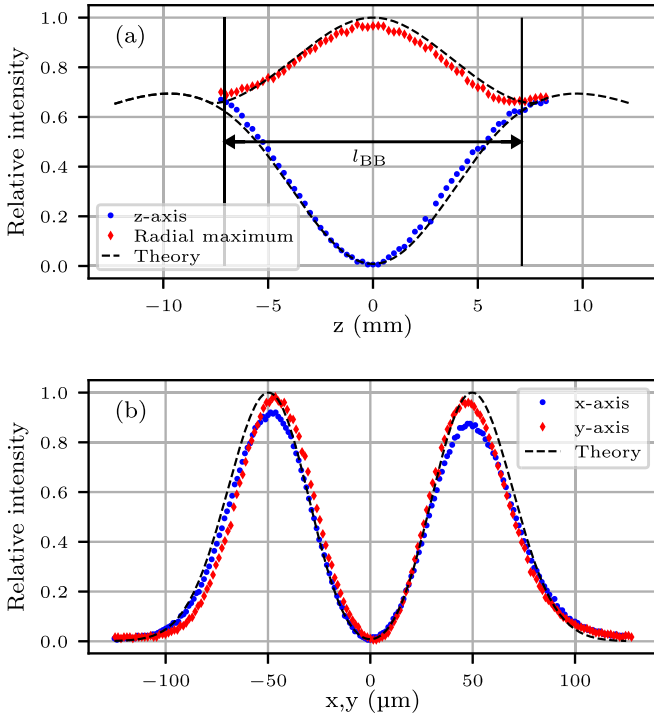 (a)
Relative intensity
1.0
0.8
0.6
0.4
0.2
0.0
l_BB
z-axis
Radial maximum
Theory
−10
−5
0
5
10
z (mm)
(b)
Relative intensity
1.0
0.8
0.6
0.4
0.2
0.0
x-axis
y-axis
Theory
−100
−50
0
50
100
x,y (µm)